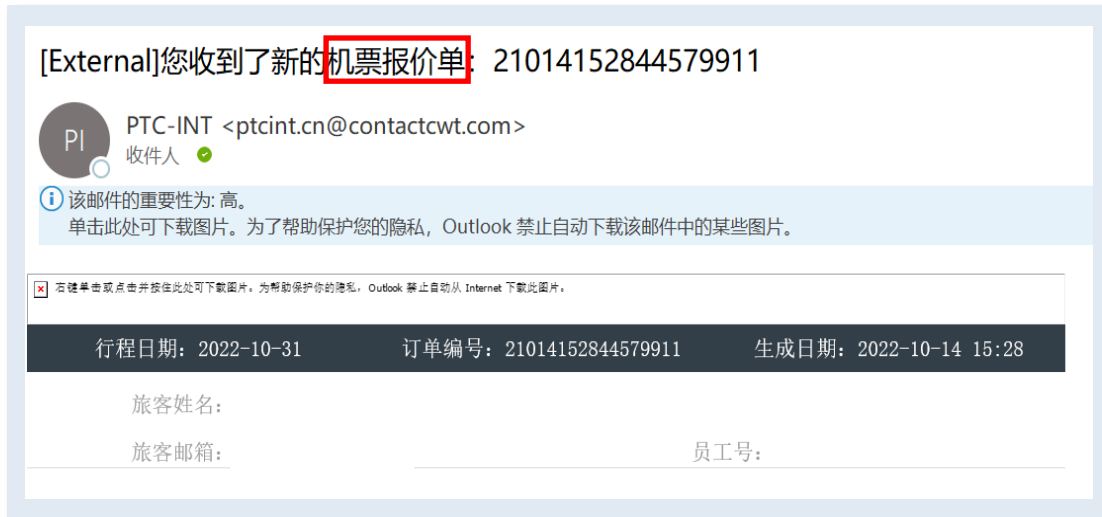 [External]您收到了新的机票报价单：21014152844579911
PI
PTC-INT <ptcint.cn@contactcwt.com>
收件人
该邮件的重要性为: 高。
单击此处可下载图片。为了帮助保护您的隐私，Outlook 禁止自动下载该邮件中的某些图片。
右键单击或点击并按住此处可下载图片。为帮助保护你的隐私，Outlook 禁止自动从 Internet 下载此图片。
行程日期：2022-10-31 订单编号：21014152844579911 生成日期：2022-10-14 15:28
旅客姓名：
旅客邮箱： 员工号：